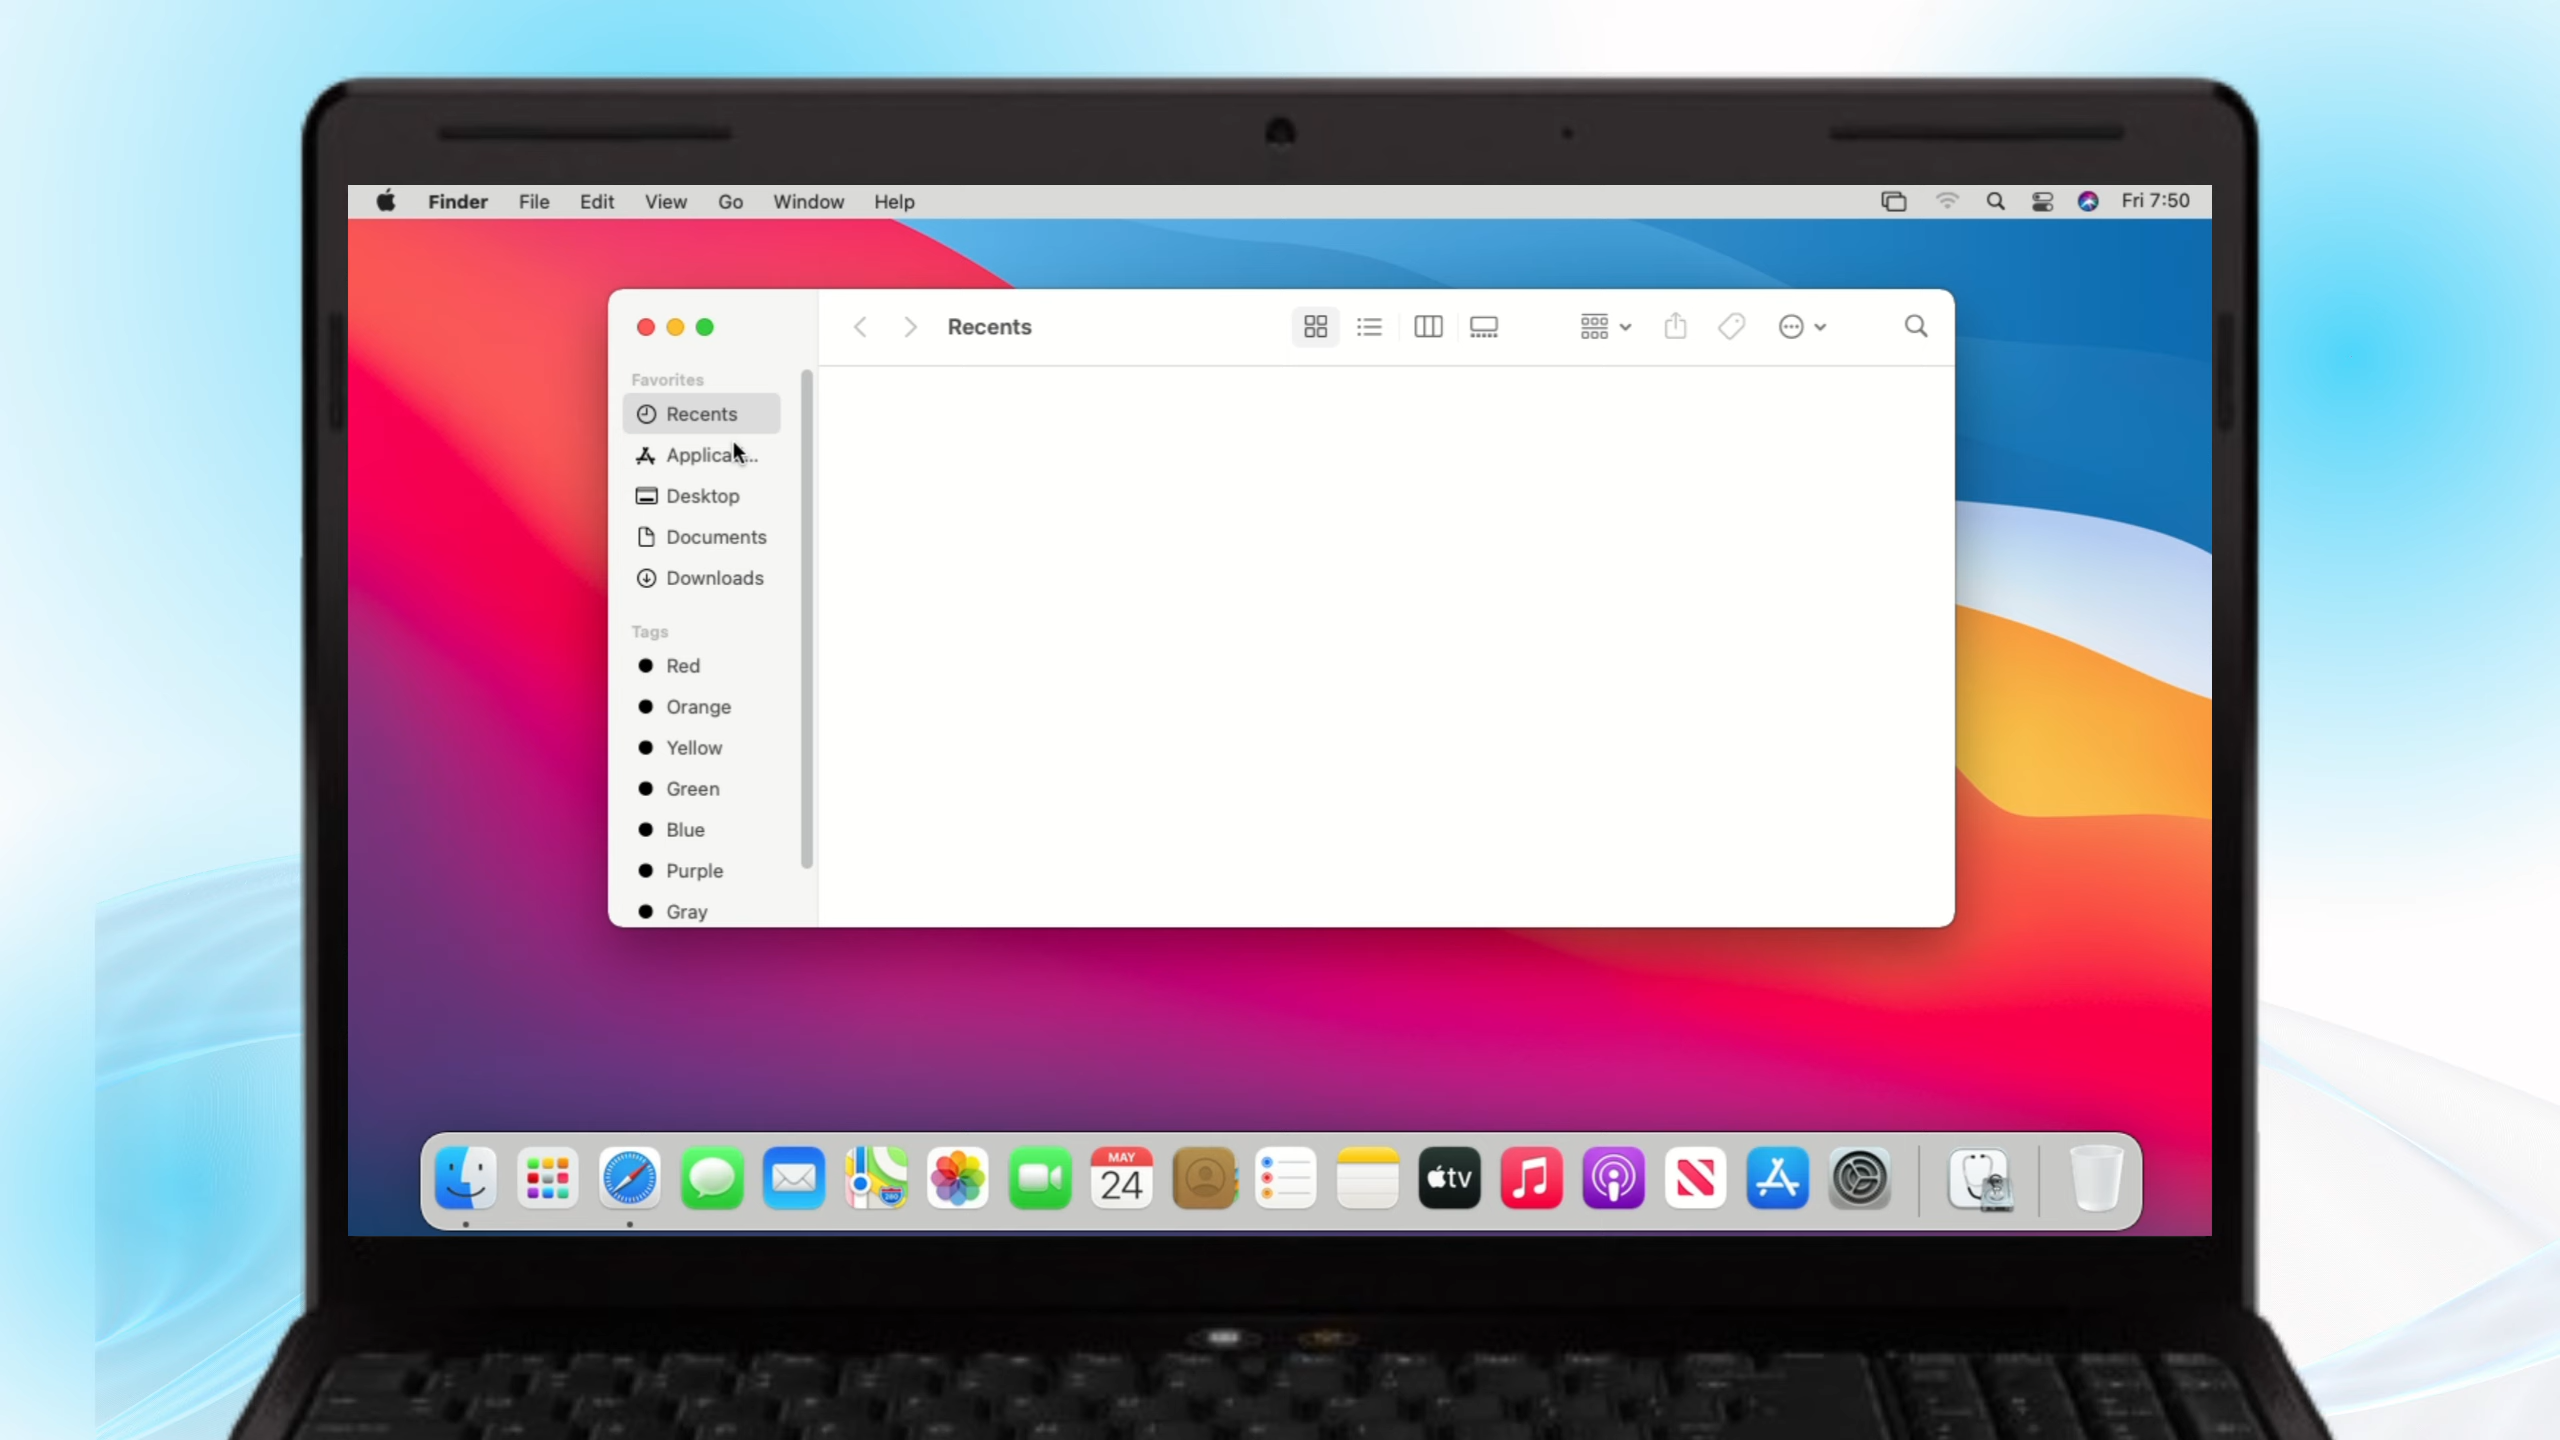 Finder File Edit View Go Window Help Fri 7:50
Recents
Favorites
Recents
Applica...
Desktop
Documents
Downloads
Tags
Red
Orange
Yellow
Green
Blue
Purple
Gray
MAY
24
280
tv